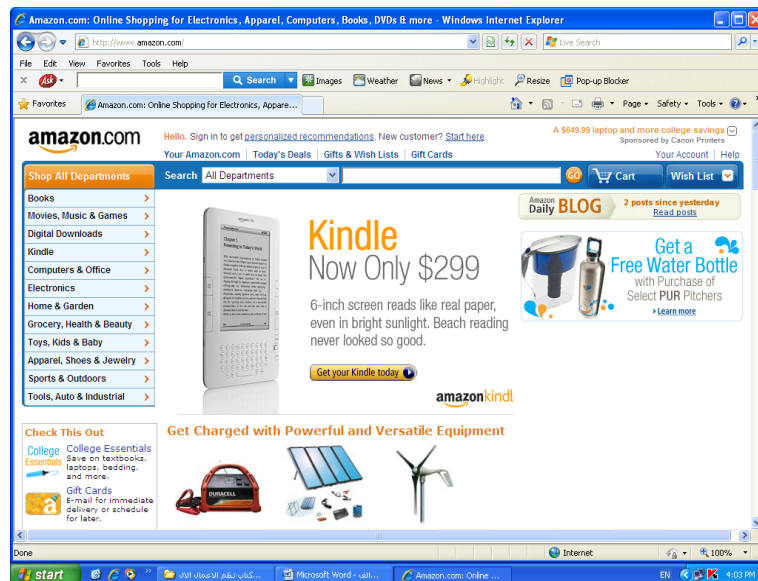 Amazon.com: Online Shopping for Electronics, Apparel, Computers, Books, DVDs & more - Windows Internet Explorer
http://www.amazon.com/
Live Search
File Edit View Favorites Tools Help
Ask
Search Images Weather News Highlight Resize Pop-up Blocker
Favorites Amazon.com: Online Shopping for Electronics, Appare... Page Safety Tools
amazon.com
Hello. Sign in to get personalized recommendations. New customer? Start here.
A $649.99 laptop and more college savings
Sponsored by Canon Printers
Your Amazon.com | Today's Deals | Gifts & Wish Lists | Gift Cards
Your Account | Help
Shop All Departments
Search All Departments GO Cart Wish List
Books
Movies, Music & Games
Digital Downloads
Kindle
Computers & Office
Electronics
Home & Garden
Grocery, Health & Beauty
Toys, Kids & Baby
Apparel, Shoes & Jewelry
Sports & Outdoors
Tools, Auto & Industrial
Kindle
Now Only $299
6-inch screen reads like real paper,
even in bright sunlight. Beach reading
never looked so good.
Get your Kindle today
amazonkindl
Amazon
Daily BLOG
2 posts since yesterday
Read posts
Get a
Free Water Bottle
with Purchase of
Select PUR Pitchers
Learn more
Check This Out
College Essentials
College Essentials
Save on textbooks,
laptops, bedding,
and more.
Gift Cards
E-mail for immediate
delivery or schedule
for later.
Get Charged with Powerful and Versatile Equipment
DURACELL
Done Internet 100%
start
كتاب نظم الاعمال الال...
Microsoft Word - الف...
Amazon.com: Online ...
EN 4:03 PM